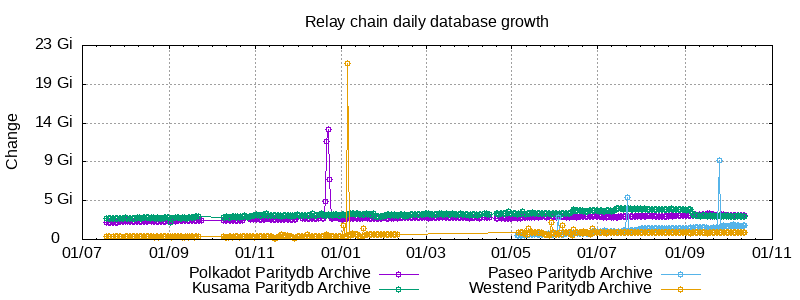 Relay chain daily database growth
23 Gi
19 Gi
14 Gi
9 Gi
5 Gi
0
Change
01/07 01/09 01/11 01/01 01/03 01/05 01/07 01/09 01/11
Polkadot Paritydb Archive Paseo Paritydb Archive
Kusama Paritydb Archive Westend Paritydb Archive